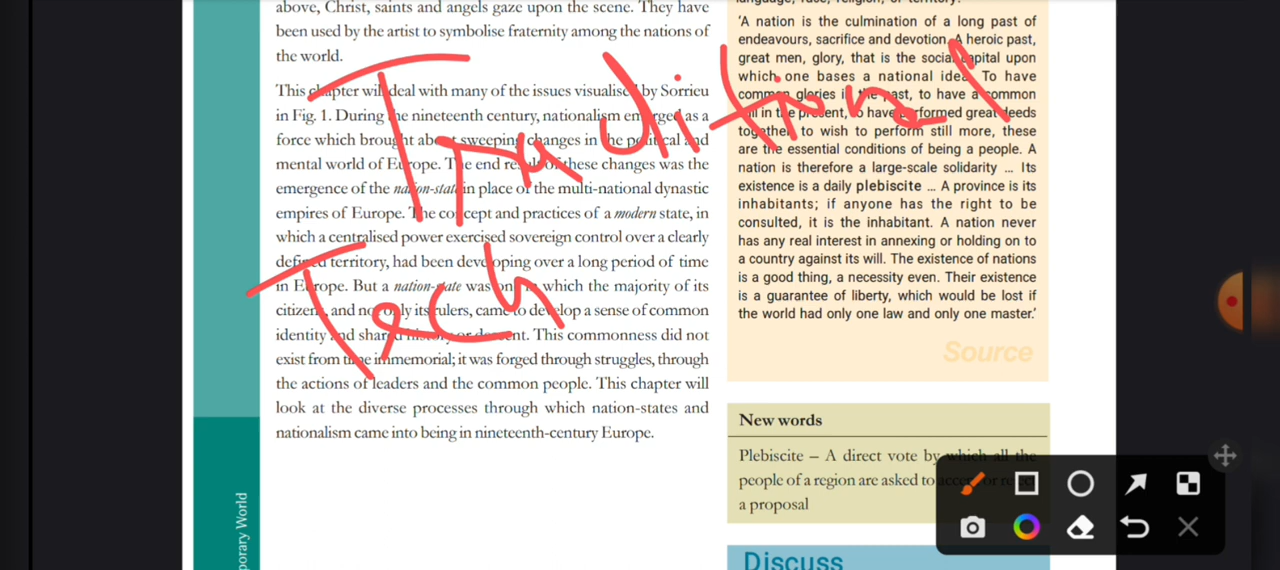 above, Christ, saints and angels gaze upon the scene. They have
been used by the artist to symbolise fraternity among the nations of
the world.
This chapter will deal with many of the issues visualised by Sorrieu
in Fig. 1. During the nineteenth century, nationalism emerged as a
force which brought about sweeping changes in the political and
mental world of Europe. The end result of these changes was the
emergence of the nation-state in place of the multi-national dynastic
empires of Europe. The concept and practices of a modern state, in
which a centralised power exercised sovereign control over a clearly
defined territory, had been developing over a long period of time
in Europe. But a nation-state was one in which the majority of its
citizens, and not only its rulers, came to develop a sense of common
identity and shared history or descent. This commonness did not
exist from time immemorial; it was forged through struggles, through
the actions of leaders and the common people. This chapter will
look at the diverse processes through which nation-states and
nationalism came into being in nineteenth-century Europe.
language, race, religion, or territory:
'A nation is the culmination of a long past of
endeavours, sacrifice and devotion. A heroic past,
great men, glory, that is the social capital upon
which one bases a national idea. To have
common glories in the past, to have a common
will in the present, to have performed great deeds
together, to wish to perform still more, these
are the essential conditions of being a people. A
nation is therefore a large-scale solidarity ... Its
existence is a daily plebiscite ... A province is its
inhabitants; if anyone has the right to be
consulted, it is the inhabitant. A nation never
has any real interest in annexing or holding on to
a country against its will. The existence of nations
is a good thing, a necessity even. Their existence
is a guarantee of liberty, which would be lost if
the world had only one law and only one master.'
Source
New words
Plebiscite – A direct vote by which all the
people of a region are asked to accept or reject
a proposal
Discuss
porary World
Traditional
Tech